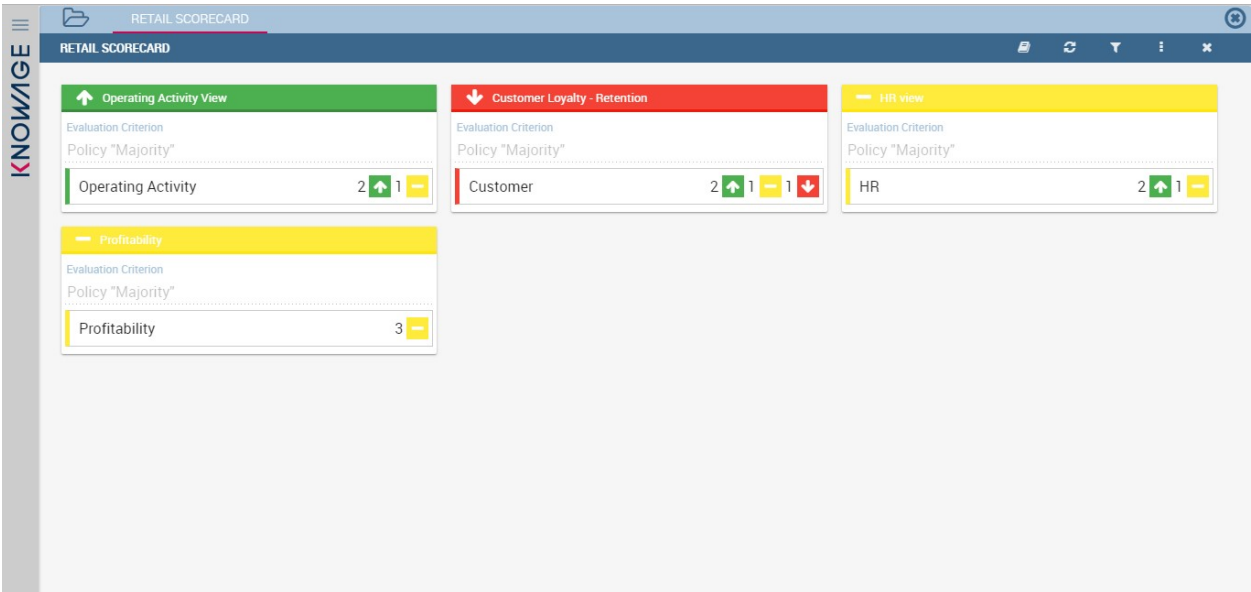 KNOWAGE
RETAIL SCORECARD
RETAIL SCORECARD
Operating Activity View
Evaluation Criterion
Policy "Majority"
Operating Activity 2 1
Customer Loyalty - Retention
Evaluation Criterion
Policy "Majority"
Customer 2 1 1
HR view
Evaluation Criterion
Policy "Majority"
HR 2 1
Profitability
Evaluation Criterion
Policy "Majority"
Profitability 3